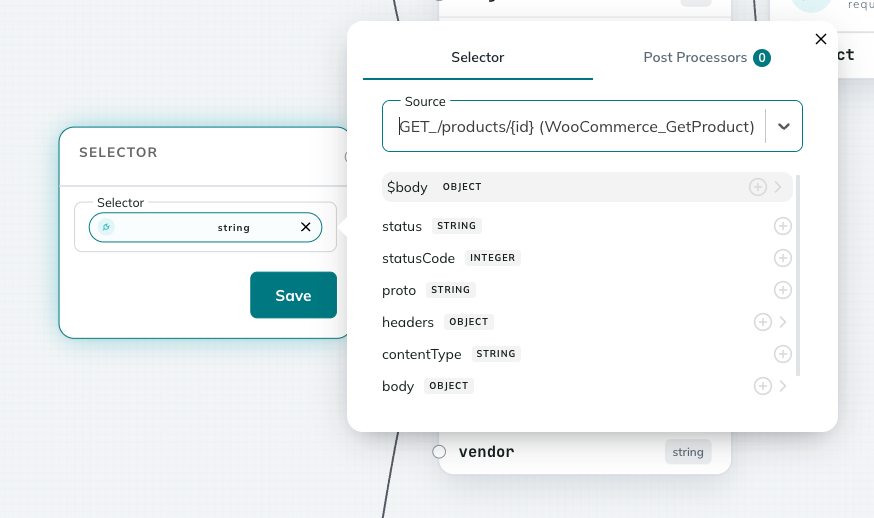 requ
ct
Selector
Post Processors 0
Source
GET_/products/{id} (WooCommerce_GetProduct)
SELECTOR
Selector
string
Save
$body OBJECT
status STRING
statusCode INTEGER
proto STRING
headers OBJECT
contentType STRING
body OBJECT
vendor string